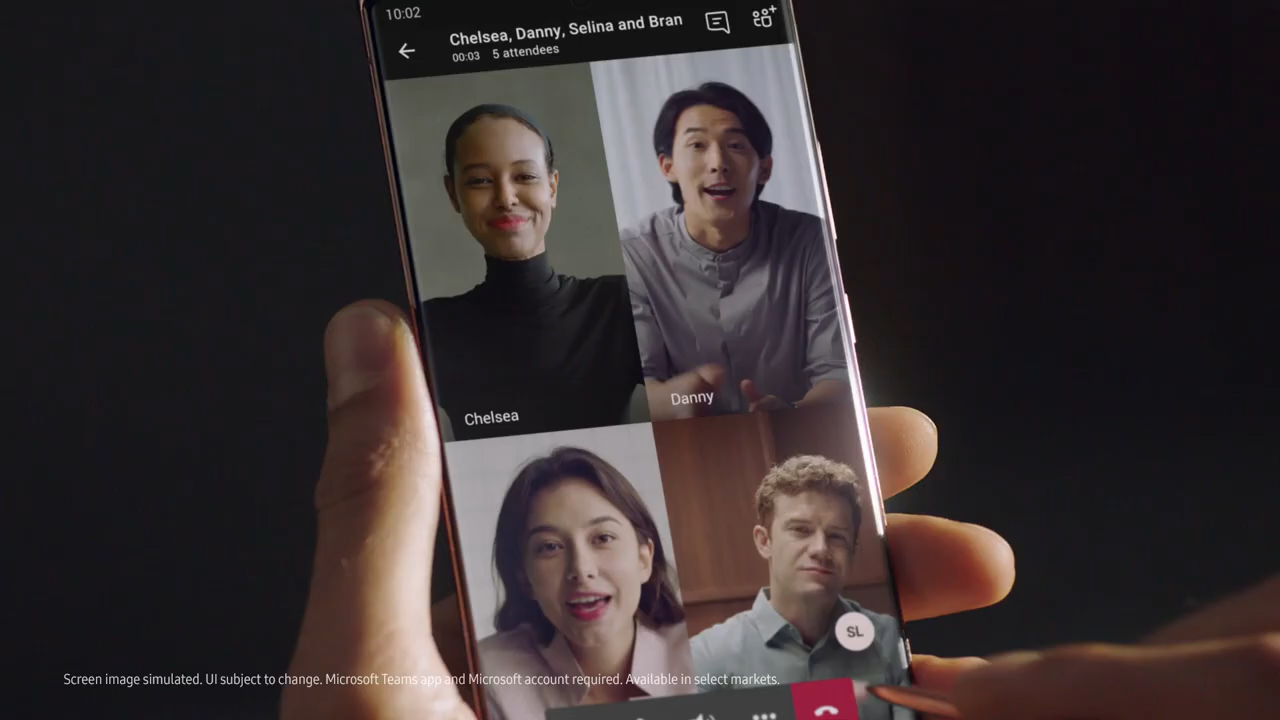 10:02
Chelsea, Danny, Selina and Bran
00:03 5 attendees
Chelsea
Danny
SL
Screen image simulated. UI subject to change. Microsoft Teams app and Microsoft account required. Available in select markets.